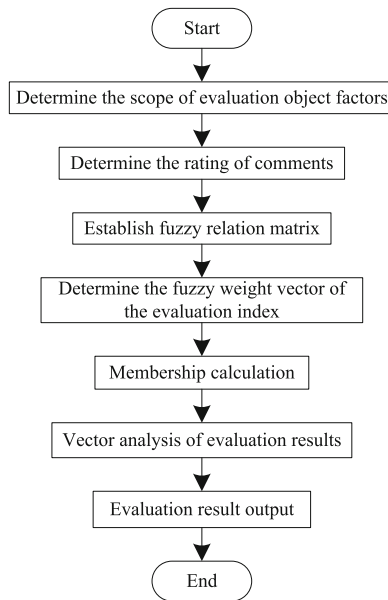 Start
Determine the scope of evaluation object factors
Determine the rating of comments
Establish fuzzy relation matrix
Determine the fuzzy weight vector of
the evaluation index
Membership calculation
Vector analysis of evaluation results
Evaluation result output
End